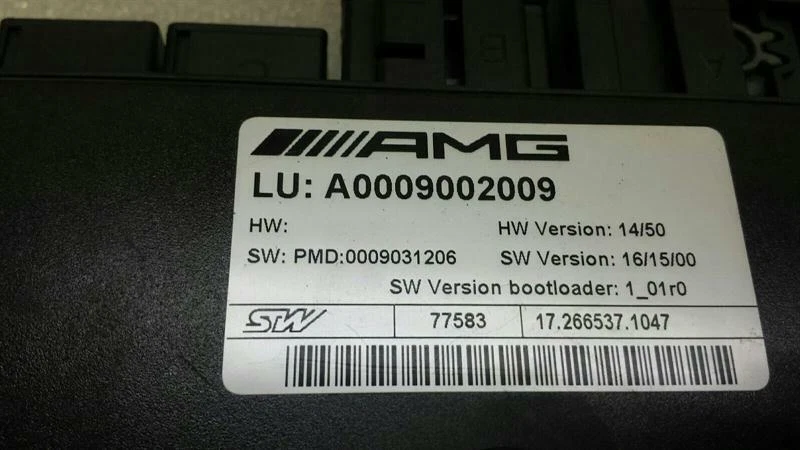 C
B
A
AMG
LU: A0009002009
HW:
HW Version: 14/50
SW: PMD:0009031206
SW Version: 16/15/00
SW Version bootloader: 1_01r0
STW
77583
17.266537.1047